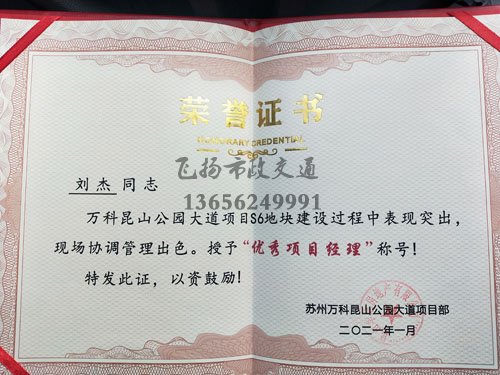 荣誉证书
HONORARY CREDENTIAL
飞扬市政交通
刘杰同志
13656249991
万科昆山公园大道项目S6地块建设过程中表现突出，
现场协调管理出色。授予“优秀项目经理”称号！
特发此证，以资鼓励！
苏州万科昆山公园大道项目部
二〇二一年一月